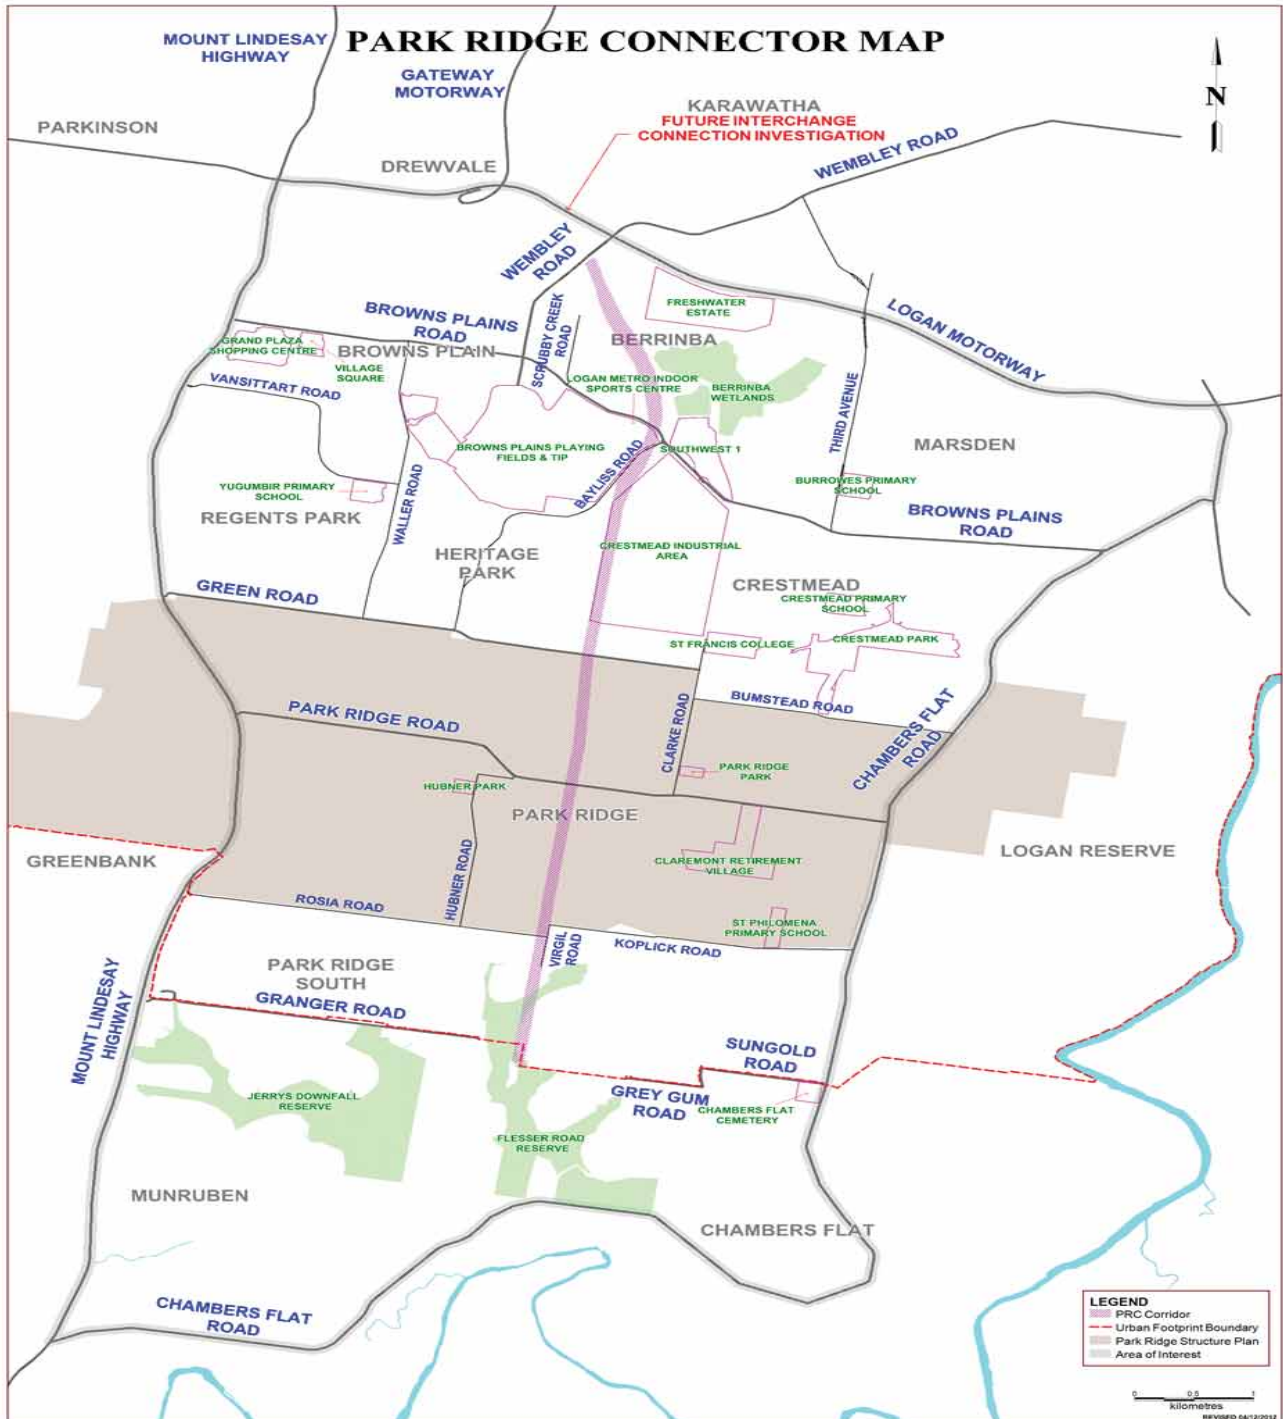 PARK RIDGE CONNECTOR MAP
MOUNT LINDESAY
HIGHWAY
GATEWAY
MOTORWAY
N
PARKINSON
KARAWATHA
FUTURE INTERCHANGE
CONNECTION INVESTIGATION
DREWVALE
WEMBLEY ROAD
WEMBLEY
ROAD
LOGAN MOTORWAY
FRESHWATER
ESTATE
BROWNS PLAINS
ROAD
SCRUBBY CREEK
ROAD
BERRINBA
GRAND PLAZA
SHOPPING CENTRE
BROWNS PLAIN
VILLAGE
SQUARE
VANSITTART ROAD
LOGAN METRO INDOOR
SPORTS CENTRE
BERRINBA
WETLANDS
THIRD AVENUE
MARSDEN
BROWNS PLAINS PLAYING
FIELDS & TIP
SOUTHWEST 1
BAYLISS ROAD
YUGUMBIR PRIMARY
SCHOOL
WALLER ROAD
BURROWES PRIMARY
SCHOOL
REGENTS PARK
BROWNS PLAINS
ROAD
HERITAGE
PARK
CRESTMEAD INDUSTRIAL
AREA
CRESTMEAD
GREEN ROAD
CRESTMEAD PRIMARY
SCHOOL
ST FRANCIS COLLEGE
CRESTMEAD PARK
BUMSTEAD ROAD
PARK RIDGE ROAD
CLARKE ROAD
CHAMBERS FLAT
ROAD
PARK RIDGE
PARK
HUBNER PARK
PARK RIDGE
GREENBANK
LOGAN RESERVE
CLAREMONT RETIREMENT
VILLAGE
HUBNER ROAD
ROSIA ROAD
ST PHILOMENA
PRIMARY SCHOOL
VIRGIL
ROAD
KOPLICK ROAD
PARK RIDGE
SOUTH
GRANGER ROAD
MOUNT LINDESAY
HIGHWAY
SUNGOLD
ROAD
GREY GUM
ROAD
JERRYS DOWNFALL
RESERVE
CHAMBERS FLAT
CEMETERY
FLESSER ROAD
RESERVE
MUNRUBEN
CHAMBERS FLAT
CHAMBERS FLAT
ROAD
LEGEND
PRC Corridor
Urban Footprint Boundary
Park Ridge Structure Plan
Area of Interest
0 0.5 1
kilometres
REVISED 04/12/2012